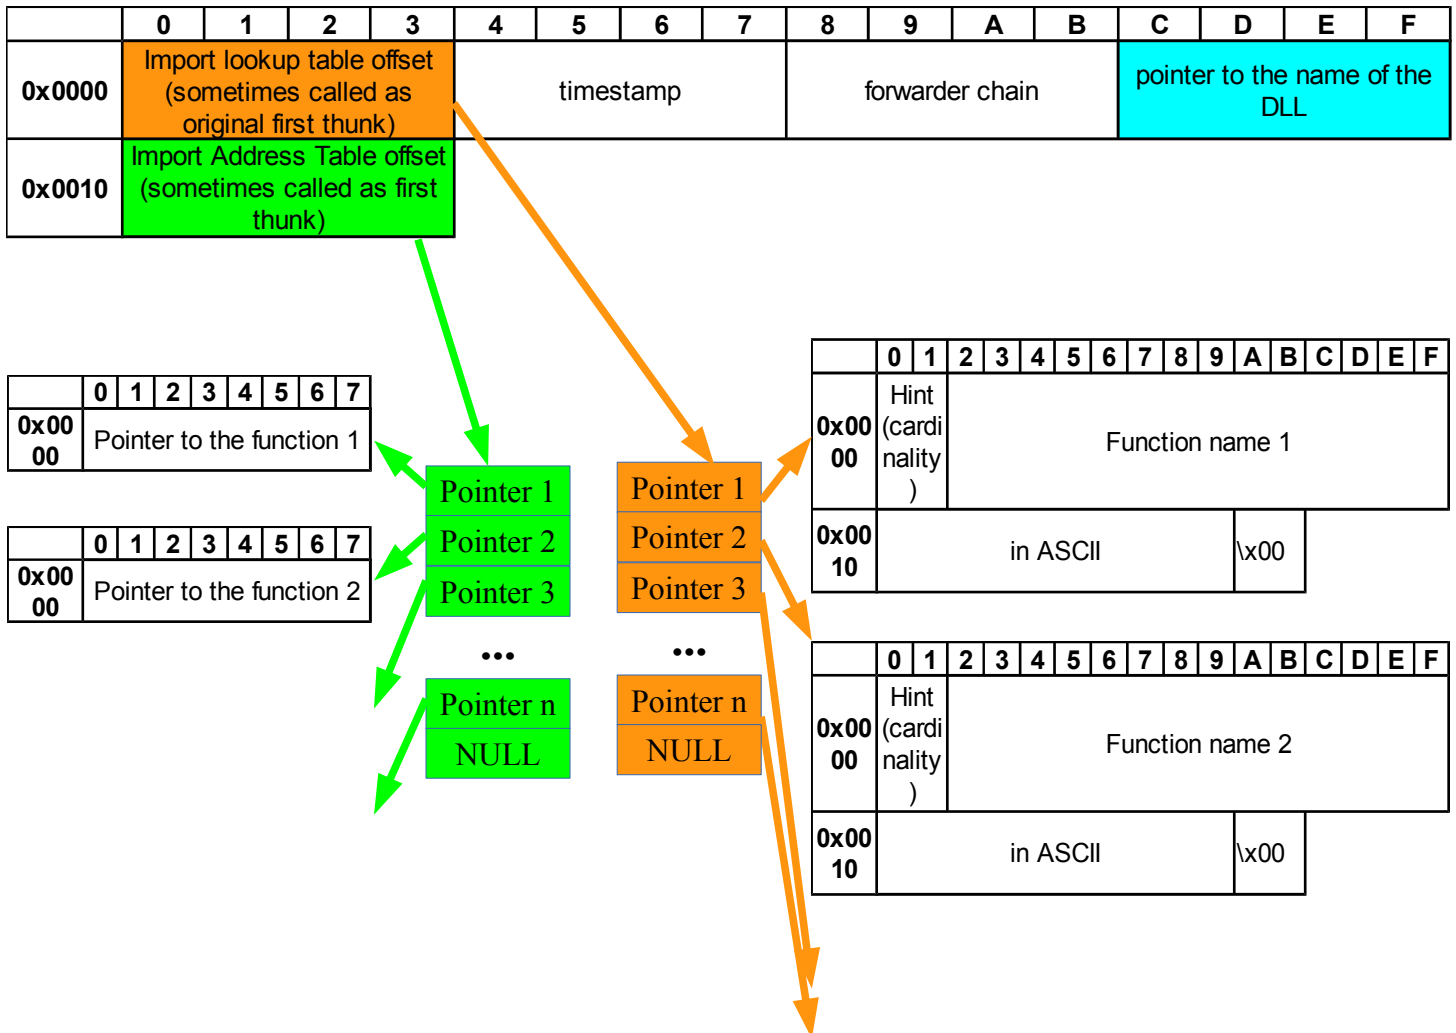 0 1 2 3 4 5 6 7 8 9 A B C D E F
0x0000
Import lookup table offset
(sometimes called as
original first thunk)
timestamp
forwarder chain
pointer to the name of the
DLL
0x0010
Import Address Table offset
(sometimes called as first
thunk)
0 1 2 3 4 5 6 7
0x00
00
Pointer to the function 1
0 1 2 3 4 5 6 7
0x00
00
Pointer to the function 2
Pointer 1
Pointer 2
Pointer 3
...
Pointer n
NULL
Pointer 1
Pointer 2
Pointer 3
...
Pointer n
NULL
0 1 2 3 4 5 6 7 8 9 A B C D E F
0x00
00
Hint
(cardi
nality
)
Function name 1
0x00
10
in ASCII
\x00
0 1 2 3 4 5 6 7 8 9 A B C D E F
0x00
00
Hint
(cardi
nality
)
Function name 2
0x00
10
in ASCII
\x00